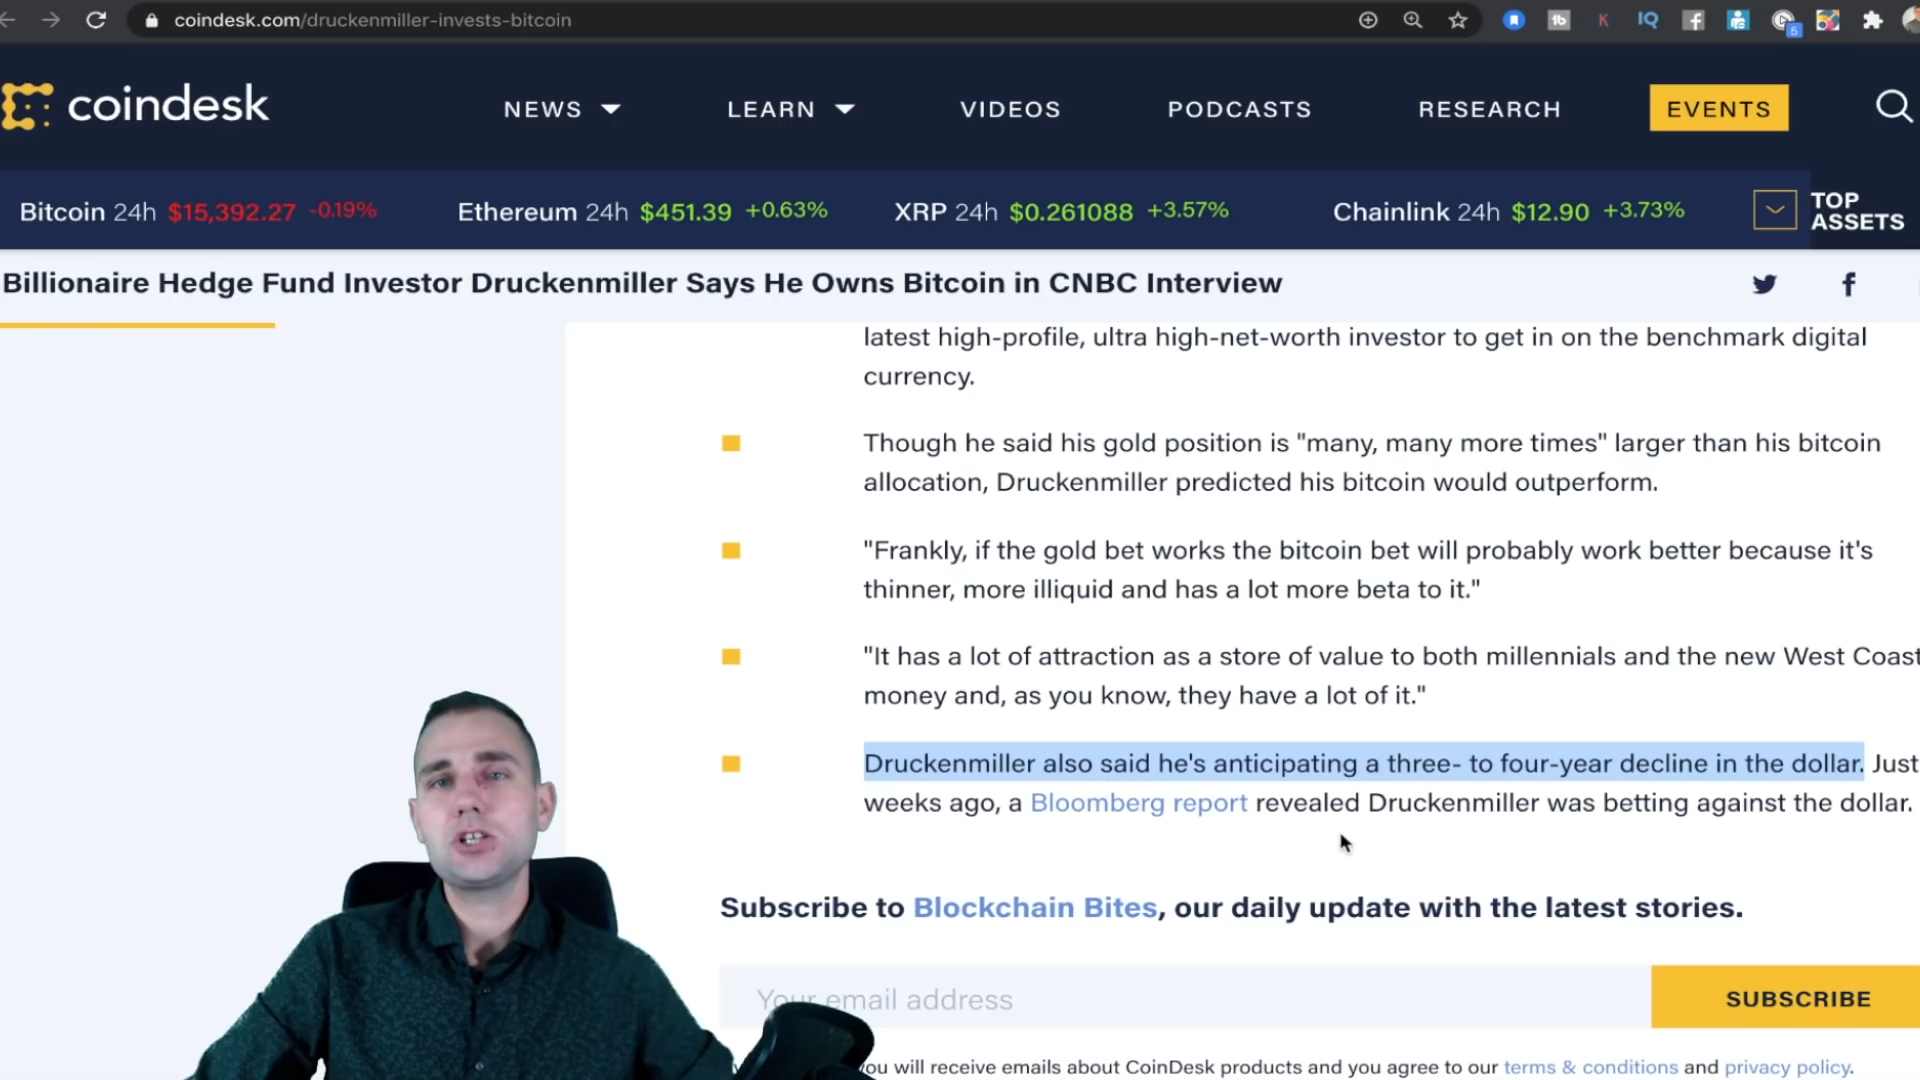 coindesk.com/druckenmiller-invests-bitcoin
coindesk
NEWS
LEARN
VIDEOS
PODCASTS
RESEARCH
EVENTS
Bitcoin 24h $15,392.27 -0.19%
Ethereum 24h $451.39 +0.63%
XRP 24h $0.261088 +3.57%
Chainlink 24h $12.90 +3.73%
TOP
ASSETS
Billionaire Hedge Fund Investor Druckenmiller Says He Owns Bitcoin in CNBC Interview
latest high-profile, ultra high-net-worth investor to get in on the benchmark digital
currency.
Though he said his gold position is "many, many more times" larger than his bitcoin
allocation, Druckenmiller predicted his bitcoin would outperform.
"Frankly, if the gold bet works the bitcoin bet will probably work better because it's
thinner, more illiquid and has a lot more beta to it."
"It has a lot of attraction as a store of value to both millennials and the new West Coast
money and, as you know, they have a lot of it."
Druckenmiller also said he's anticipating a three- to four-year decline in the dollar. Just
weeks ago, a Bloomberg report revealed Druckenmiller was betting against the dollar.
Subscribe to Blockchain Bites, our daily update with the latest stories.
Your email address
SUBSCRIBE
you will receive emails about CoinDesk products and you agree to our terms & conditions and privacy policy.